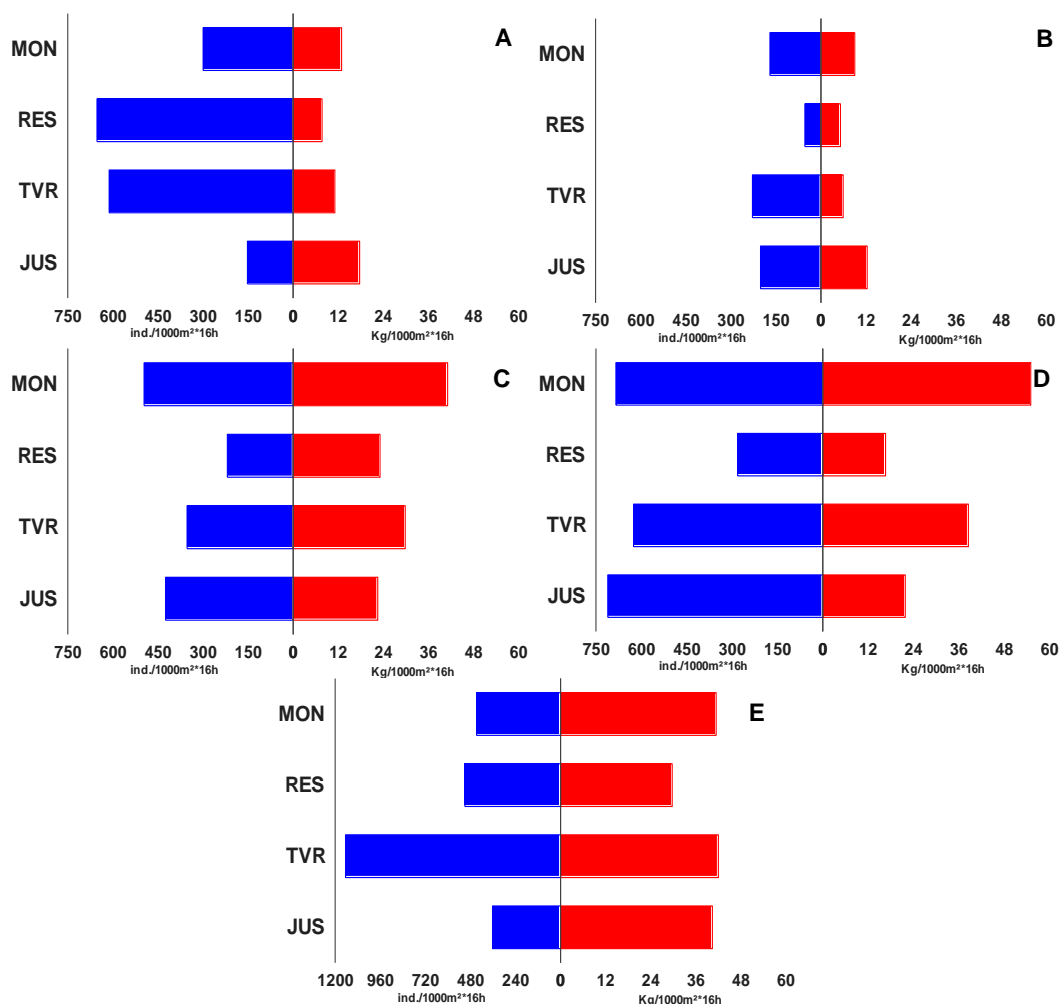 MON
RES
TVR
JUS
A
750 600 450 300 150 0 12 24 36 48 60
ind./1000m²*16h Kg/1000m²*16h
MON
RES
TVR
JUS
B
750 600 450 300 150 0 12 24 36 48 60
ind./1000m²*16h Kg/1000m²*16h
MON
RES
TVR
JUS
C
750 600 450 300 150 0 12 24 36 48 60
ind./1000m²*16h Kg/1000m²*16h
MON
RES
TVR
JUS
D
750 600 450 300 150 0 12 24 36 48 60
ind./1000m²*16h Kg/1000m²*16h
MON
RES
TVR
JUS
E
1200 960 720 480 240 0 12 24 36 48 60
ind./1000m²*16h Kg/1000m²*16h